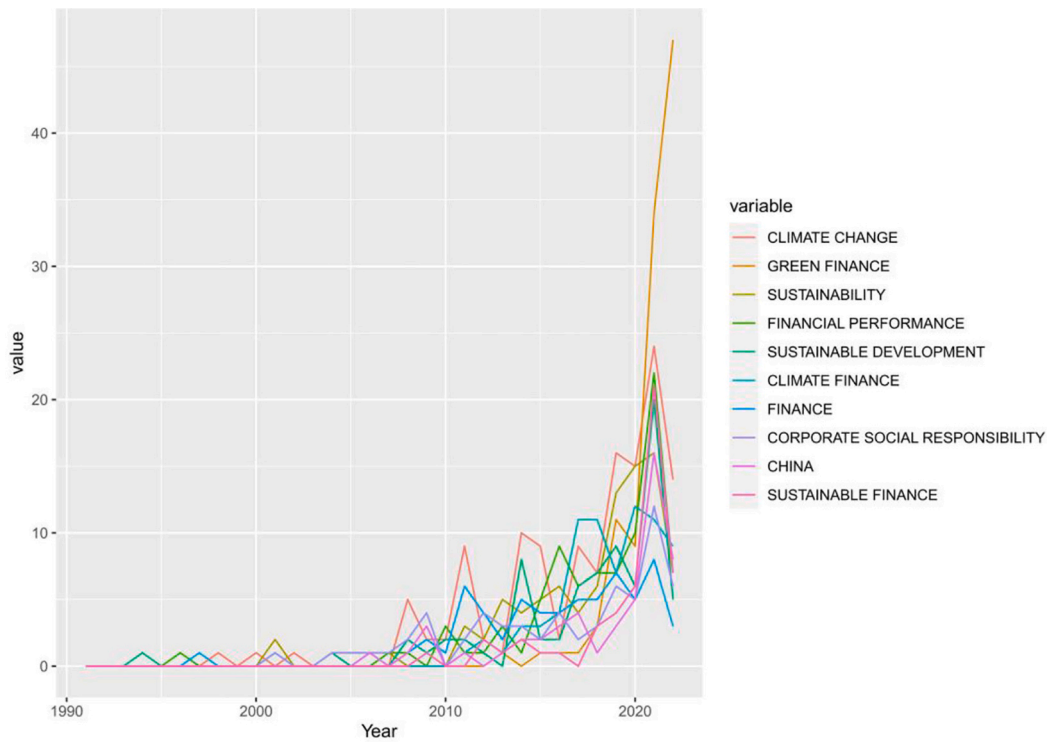 40
30
20
10
0
value
1990
2000
2010
2020
Year
variable
CLIMATE CHANGE
GREEN FINANCE
SUSTAINABILITY
FINANCIAL PERFORMANCE
SUSTAINABLE DEVELOPMENT
CLIMATE FINANCE
FINANCE
CORPORATE SOCIAL RESPONSIBILITY
CHINA
SUSTAINABLE FINANCE